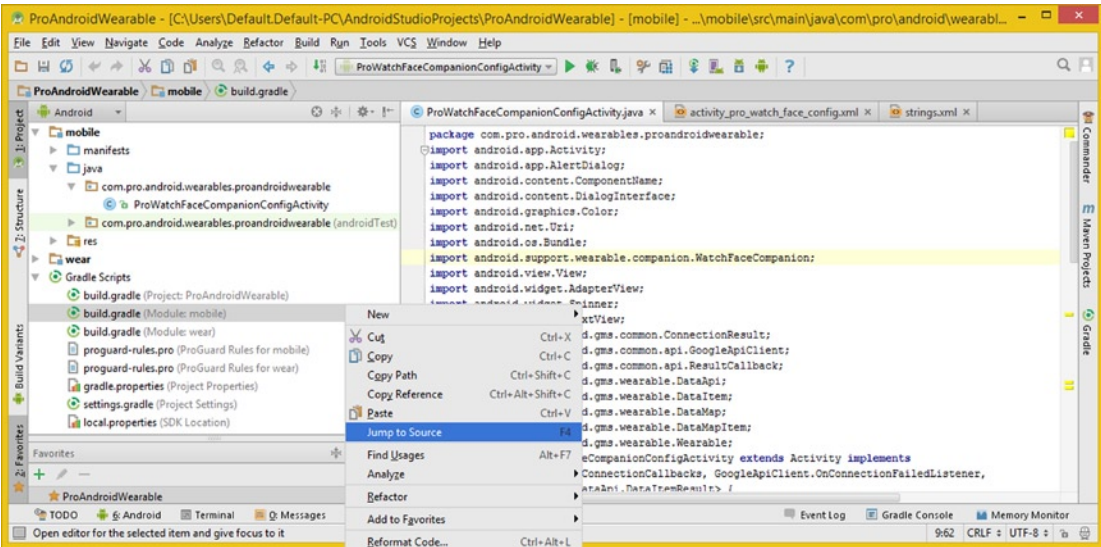 ProAndroidWearable - [C:\Users\Default.Default-PC\AndroidStudioProjects\ProAndroidWearable] - [mobile] - ...\mobile\src\main\java\com\pro\android\wearabl...
File Edit View Navigate Code Analyze Refactor Build Run Tools VCS Window Help
ProWatchFaceCompanionConfigActivity
ProAndroidWearable mobile build.gradle
1: Project
7: Structure
Build Variants
2: Favorites
Android
mobile
manifests
java
com.pro.android.wearables.proandroidwearable
ProWatchFaceCompanionConfigActivity
com.pro.android.wearables.proandroidwearable (androidTest)
res
wear
Gradle Scripts
build.gradle (Project: ProAndroidWearable)
build.gradle (Module: mobile)
build.gradle (Module: wear)
proguard-rules.pro (ProGuard Rules for mobile)
proguard-rules.pro (ProGuard Rules for wear)
gradle.properties (Project Properties)
settings.gradle (Project Settings)
local.properties (SDK Location)
Favorites
ProAndroidWearable
ProWatchFaceCompanionConfigActivity.java × activity_pro_watch_face_config.xml × strings.xml ×
package com.pro.android.wearables.proandroidwearable;
import android.app.Activity;
import android.app.AlertDialog;
import android.content.ComponentName;
import android.content.DialogInterface;
import android.graphics.Color;
import android.net.Uri;
import android.os.Bundle;
import android.support.wearable.companion.WatchFaceCompanion;
import android.view.View;
import android.widget.AdapterView;
import android.widget.Spinner;
xtView;
d.gms.common.ConnectionResult;
d.gms.common.api.GoogleApiClient;
d.gms.common.api.ResultCallback;
d.gms.wearable.DataApi;
d.gms.wearable.DataItem;
d.gms.wearable.DataMap;
d.gms.wearable.DataMapItem;
d.gms.wearable.Wearable;
eCompanionConfigActivity extends Activity implements
ConnectionCallbacks, GoogleApiClient.OnConnectionFailedListener,
ataApi.DataItemResult> {
New
Cut Ctrl+X
Copy Ctrl+C
Copy Path Ctrl+Shift+C
Copy Reference Ctrl+Alt+Shift+C
Paste Ctrl+V
Jump to Source F4
Find Usages Alt+F7
Analyze
Refactor
Add to Favorites
Reformat Code... Ctrl+Alt+L
Commander
Maven Projects
Gradle
TODO 6: Android Terminal 0: Messages Event Log Gradle Console Memory Monitor
Open editor for the selected item and give focus to it 9:62 CRLF UTF-8